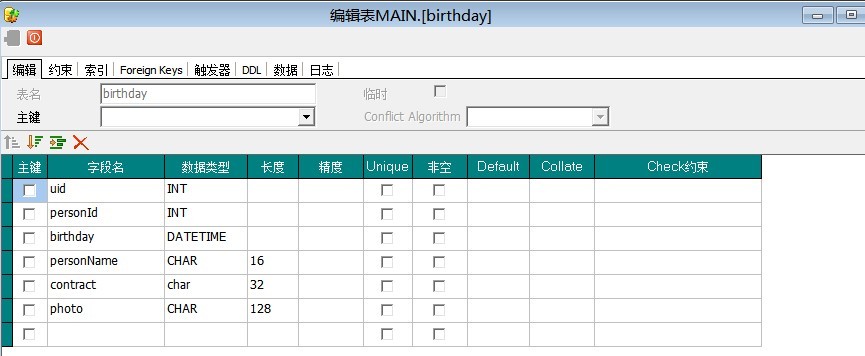 编辑表MAIN.[birthday]
编辑 约束 索引 Foreign Keys 触发器 DDL 数据 日志
表名 birthday 临时
主键 Conflict Algorithm
主键 字段名 数据类型 长度 精度 Unique 非空 Default Collate Check约束
uid INT
personId INT
birthday DATETIME
personName CHAR 16
contract char 32
photo CHAR 128